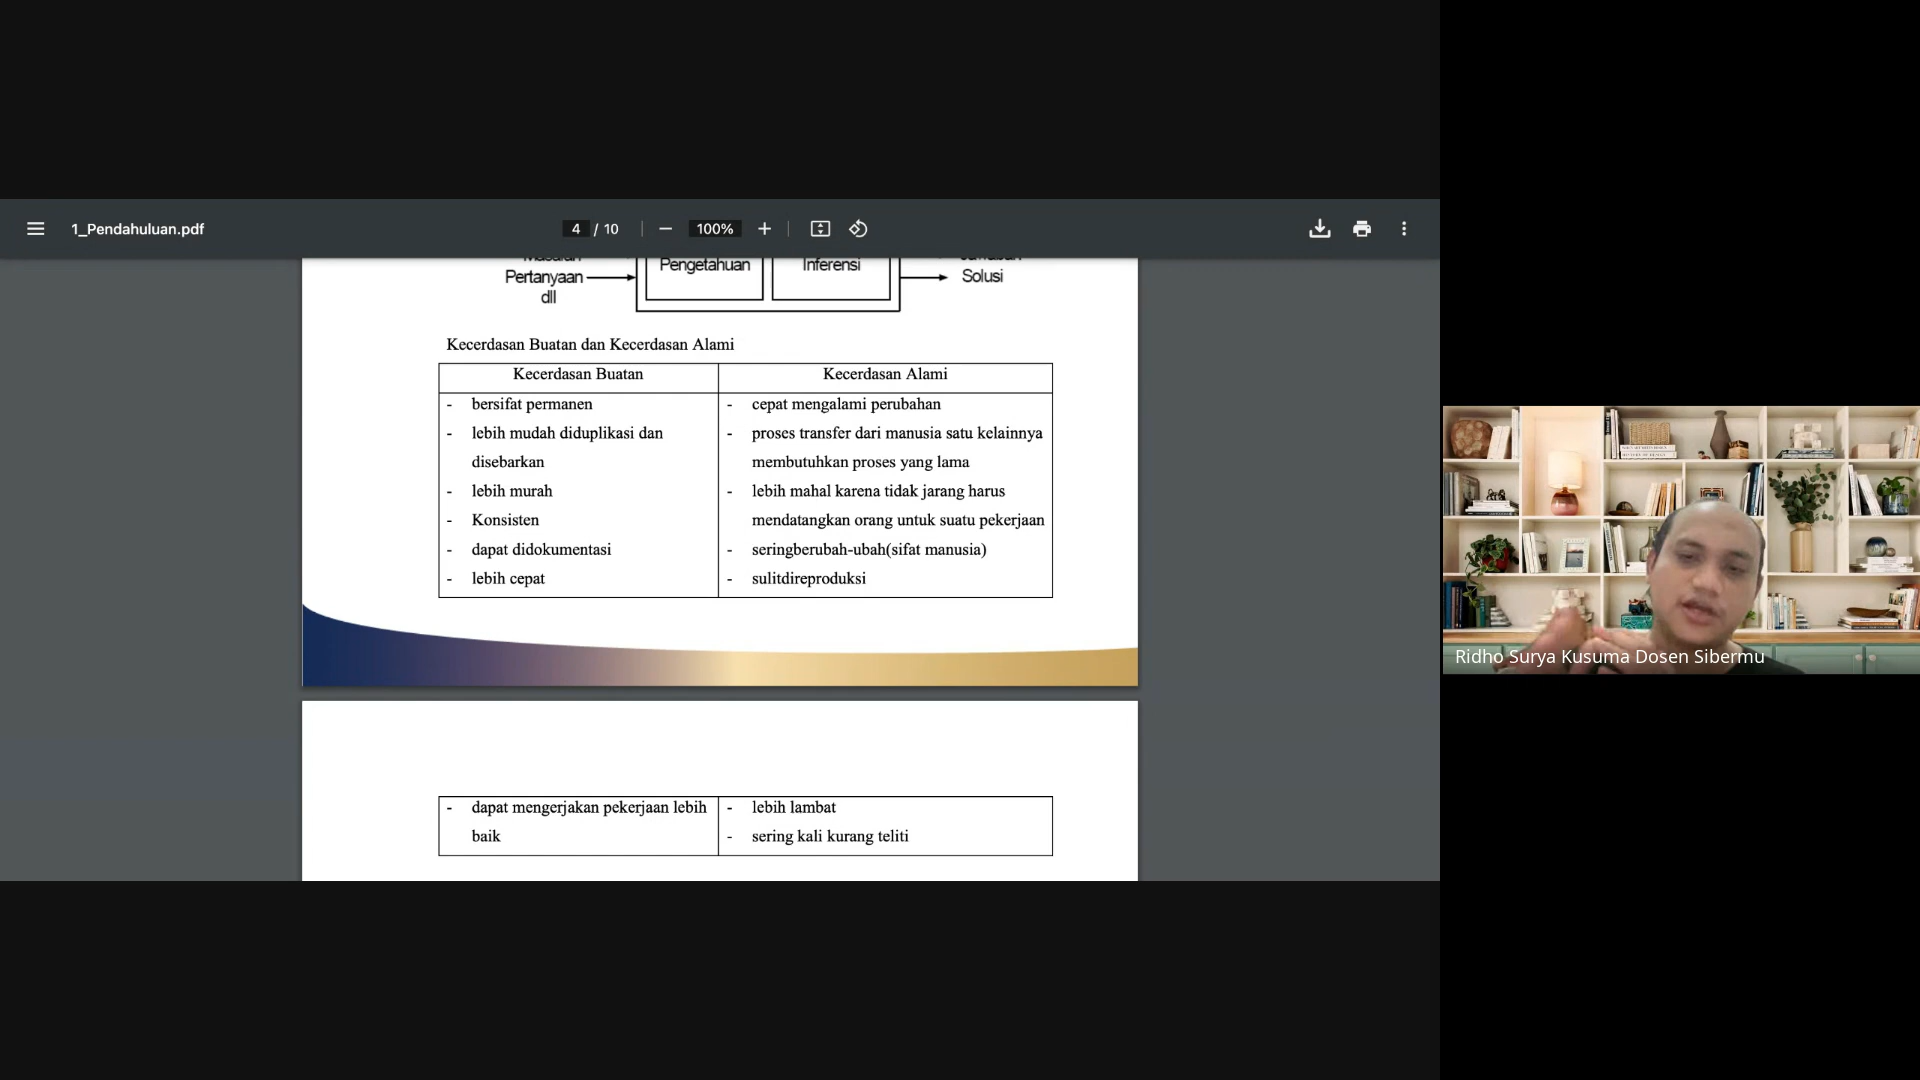 1_Pendahuluan.pdf
4 / 10
100%
Pertanyaan
dll
Pengetahuan
Inferensi
Solusi
Kecerdasan Buatan dan Kecerdasan Alami
Kecerdasan Buatan
- bersifat permanen
- lebih mudah diduplikasi dan
disebarkan
- lebih murah
- Konsisten
- dapat didokumentasi
- lebih cepat
Kecerdasan Alami
- cepat mengalami perubahan
- proses transfer dari manusia satu kelainnya
membutuhkan proses yang lama
- lebih mahal karena tidak jarang harus
mendatangkan orang untuk suatu pekerjaan
- seringberubah-ubah(sifat manusia)
- sulitdireproduksi
- dapat mengerjakan pekerjaan lebih
baik
- lebih lambat
- sering kali kurang teliti
Ridho Surya Kusuma Dosen Sibermu